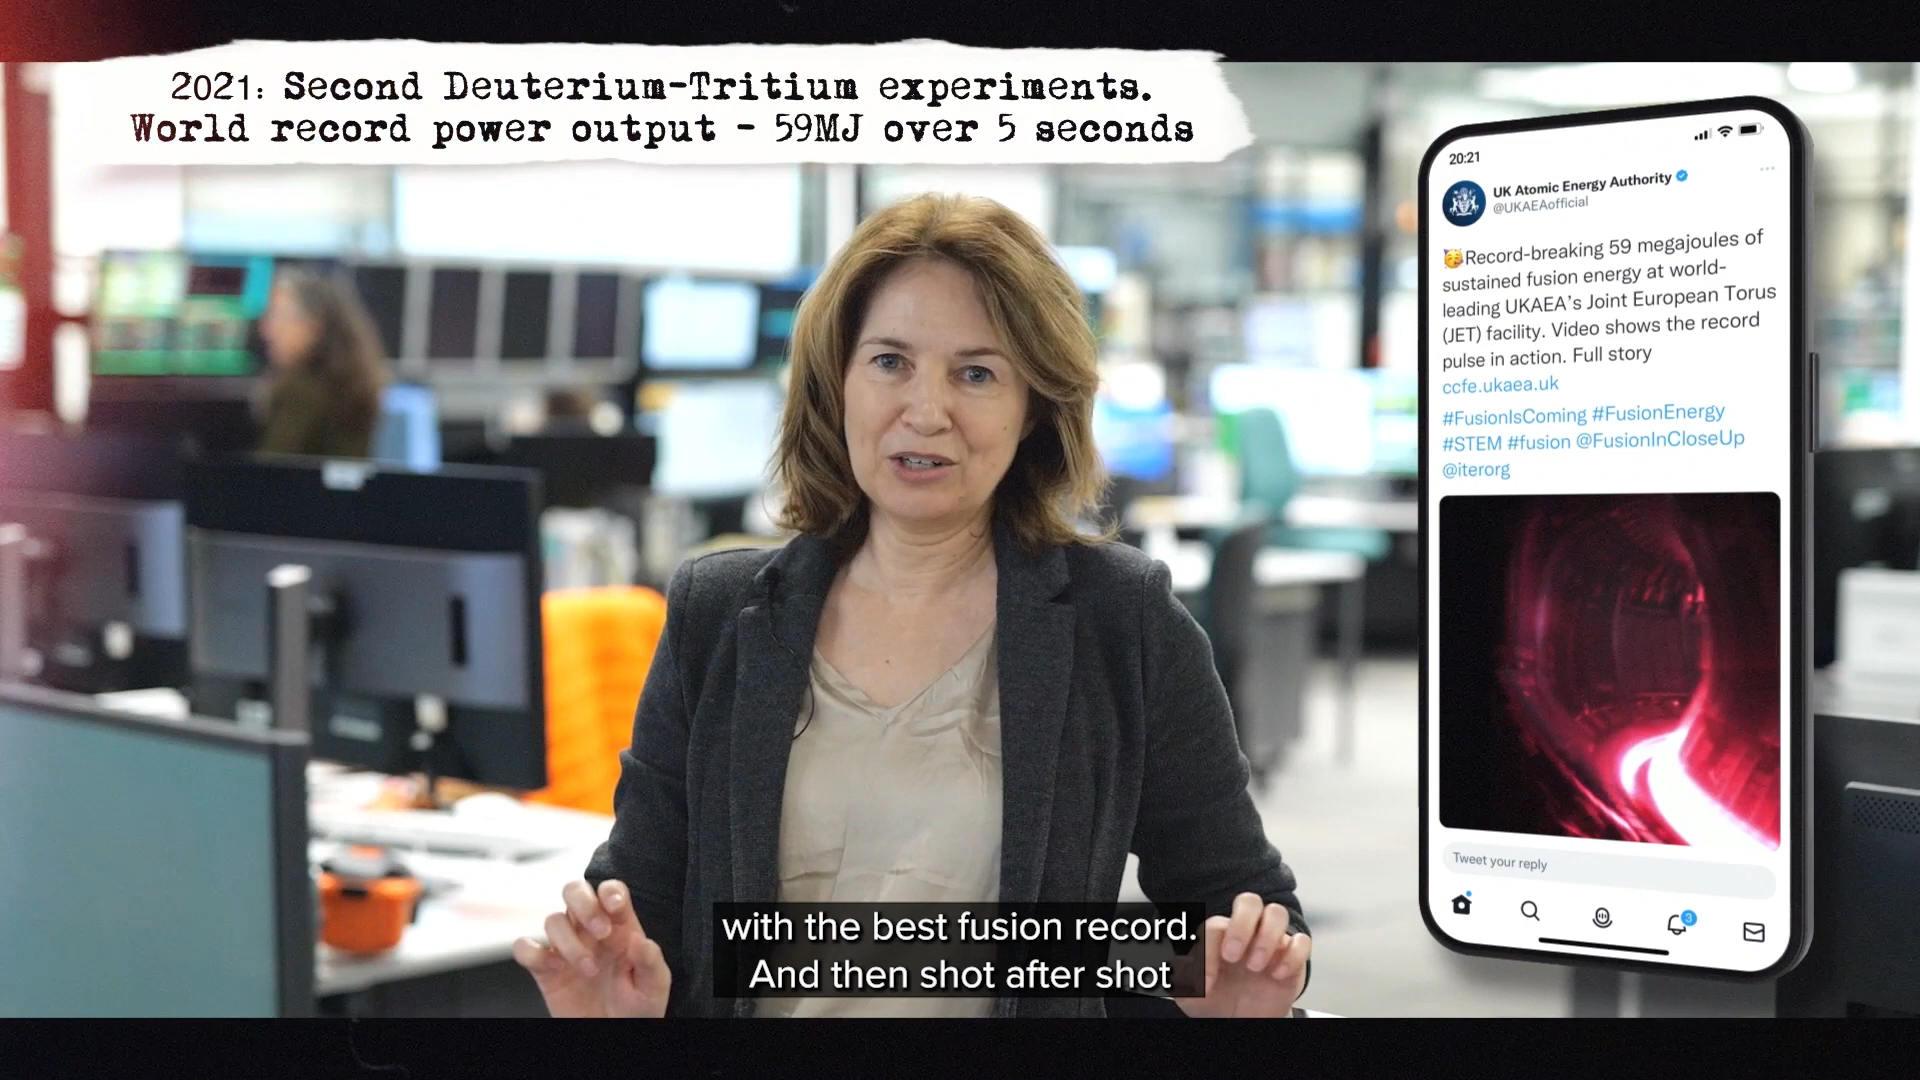 2021: Second Deuterium-Tritium experiments.
World record power output - 59MJ over 5 seconds
20:21
UK Atomic Energy Authority
@UKAEAofficial
🥳Record-breaking 59 megajoules of
sustained fusion energy at world-
leading UKAEA's Joint European Torus
(JET) facility. Video shows the record
pulse in action. Full story
ccfe.ukaea.uk
#FusionIsComing #FusionEnergy
#STEM #fusion @FusionInCloseUp
@iterorg
Tweet your reply
3
with the best fusion record.
And then shot after shot